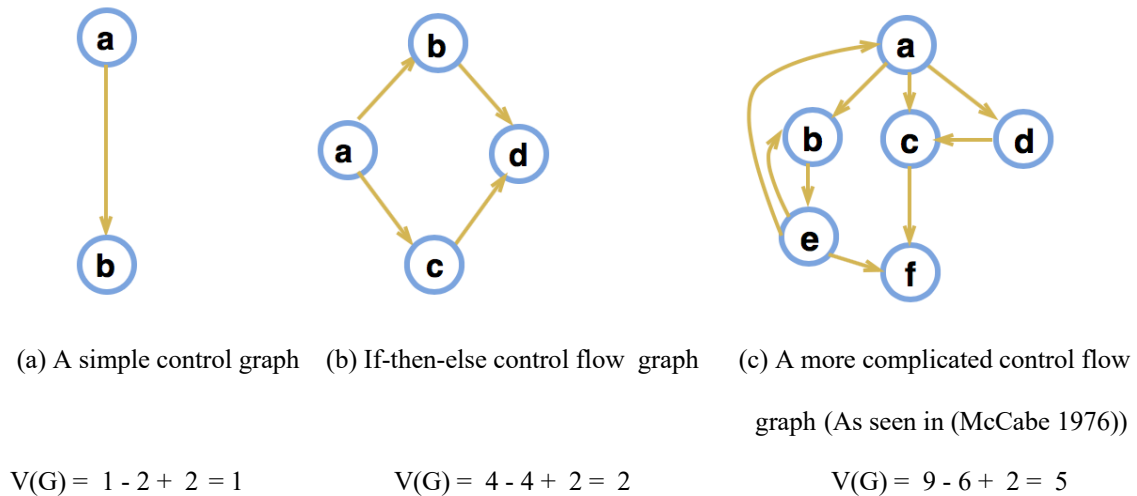 a
b
b
a
d
c
a
b
c
d
e
f
(a) A simple control graph
(b) If-then-else control flow graph
(c) A more complicated control flow
graph (As seen in (McCabe 1976))
V(G) = 1 - 2 + 2 = 1
V(G) = 4 - 4 + 2 = 2
V(G) = 9 - 6 + 2 = 5